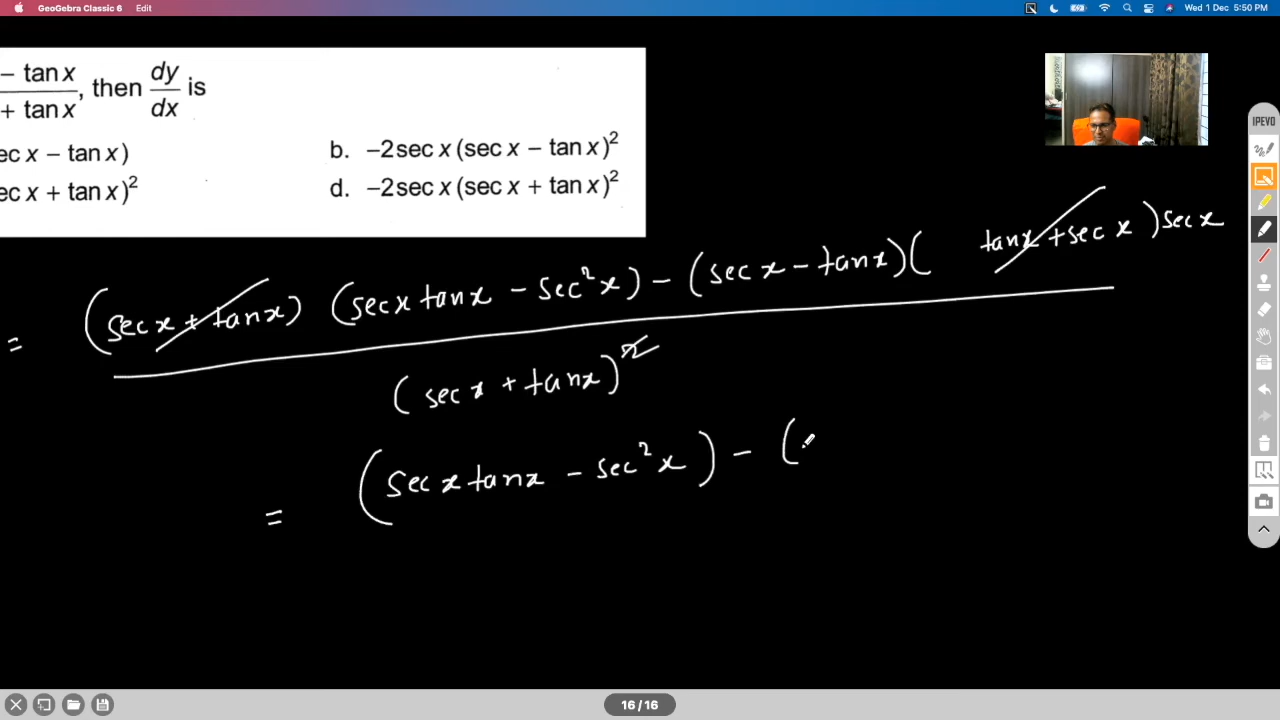 GeoGebra Classic 6 Edit Wed 1 Dec 5:50 PM
– tan x / + tan x, then dy/dx is
ec x – tan x) b. –2sec x (sec x – tan x)²
ec x + tan x)² d. –2sec x (sec x + tan x)²
IPEVO
= (sec x + tan x) (sec x tan x – sec² x) – (sec x – tan x)( tan x + sec x ) sec x
(sec x + tan x)²
= (sec x tan x – sec² x) – (
16 / 16